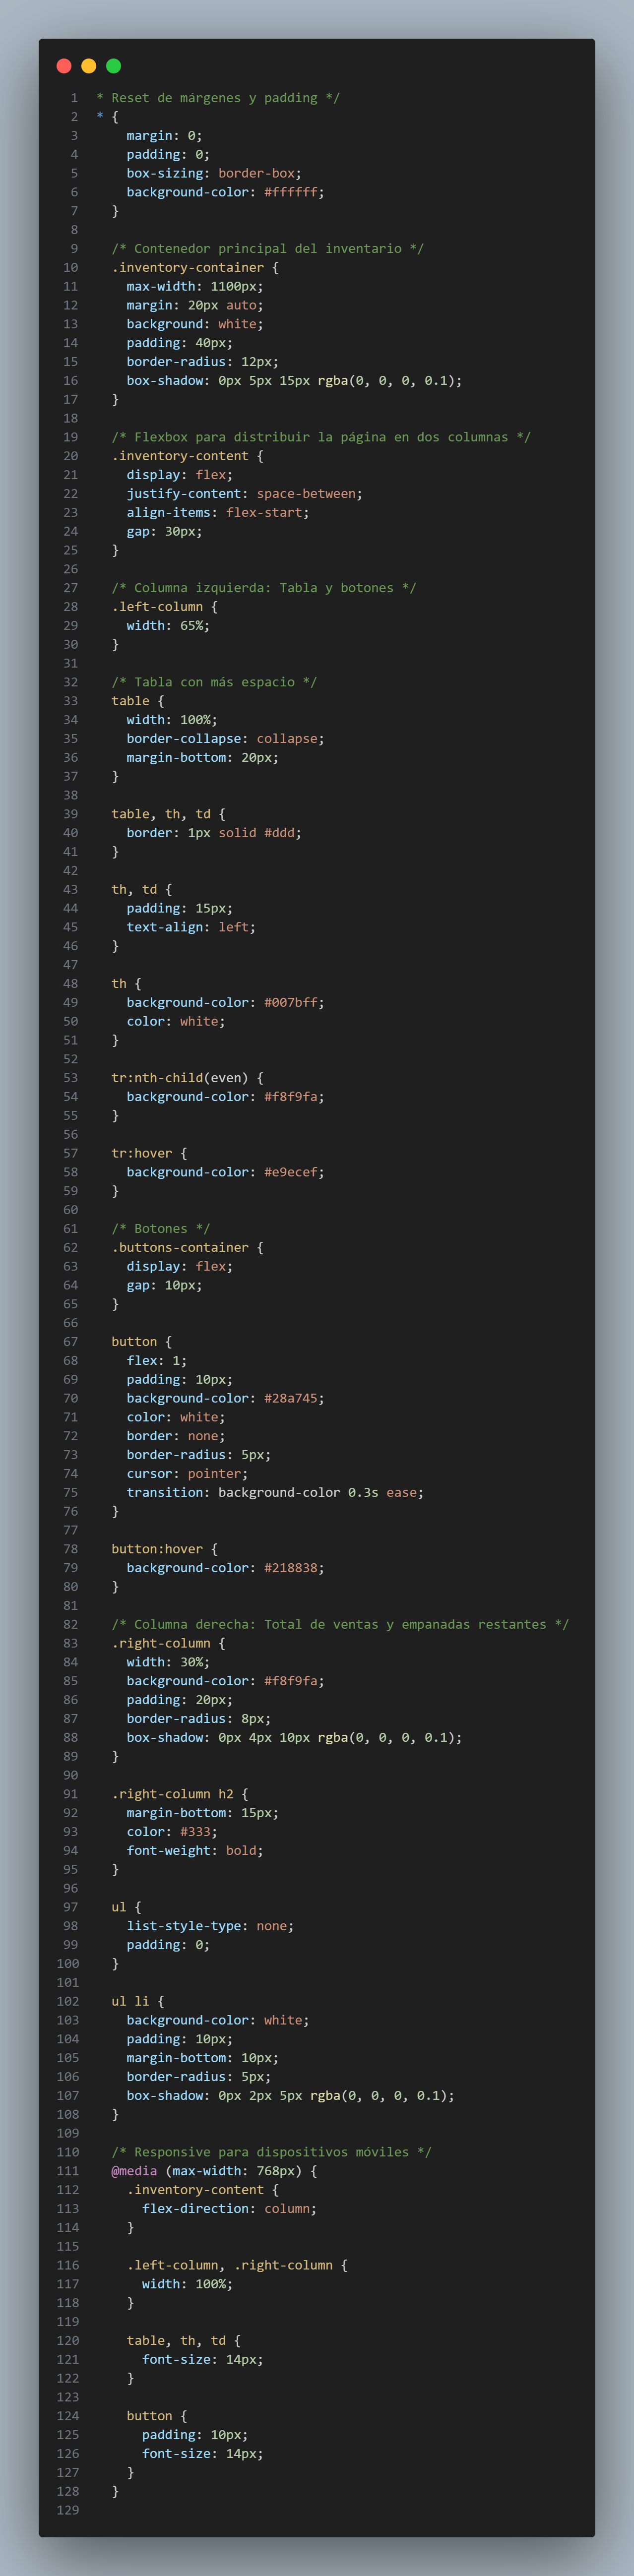 1 * Reset de márgenes y padding */
2 * {
3     margin: 0;
4     padding: 0;
5     box-sizing: border-box;
6     background-color: #ffffff;
7   }
8
9   /* Contenedor principal del inventario */
10   .inventory-container {
11     max-width: 1100px;
12     margin: 20px auto;
13     background: white;
14     padding: 40px;
15     border-radius: 12px;
16     box-shadow: 0px 5px 15px rgba(0, 0, 0, 0.1);
17   }
18
19   /* Flexbox para distribuir la página en dos columnas */
20   .inventory-content {
21     display: flex;
22     justify-content: space-between;
23     align-items: flex-start;
24     gap: 30px;
25   }
26
27   /* Columna izquierda: Tabla y botones */
28   .left-column {
29     width: 65%;
30   }
31
32   /* Tabla con más espacio */
33   table {
34     width: 100%;
35     border-collapse: collapse;
36     margin-bottom: 20px;
37   }
38
39   table, th, td {
40     border: 1px solid #ddd;
41   }
42
43   th, td {
44     padding: 15px;
45     text-align: left;
46   }
47
48   th {
49     background-color: #007bff;
50     color: white;
51   }
52
53   tr:nth-child(even) {
54     background-color: #f8f9fa;
55   }
56
57   tr:hover {
58     background-color: #e9ecef;
59   }
60
61   /* Botones */
62   .buttons-container {
63     display: flex;
64     gap: 10px;
65   }
66
67   button {
68     flex: 1;
69     padding: 10px;
70     background-color: #28a745;
71     color: white;
72     border: none;
73     border-radius: 5px;
74     cursor: pointer;
75     transition: background-color 0.3s ease;
76   }
77
78   button:hover {
79     background-color: #218838;
80   }
81
82   /* Columna derecha: Total de ventas y empanadas restantes */
83   .right-column {
84     width: 30%;
85     background-color: #f8f9fa;
86     padding: 20px;
87     border-radius: 8px;
88     box-shadow: 0px 4px 10px rgba(0, 0, 0, 0.1);
89   }
90
91   .right-column h2 {
92     margin-bottom: 15px;
93     color: #333;
94     font-weight: bold;
95   }
96
97   ul {
98     list-style-type: none;
99     padding: 0;
100   }
101
102   ul li {
103     background-color: white;
104     padding: 10px;
105     margin-bottom: 10px;
106     border-radius: 5px;
107     box-shadow: 0px 2px 5px rgba(0, 0, 0, 0.1);
108   }
109
110   /* Responsive para dispositivos móviles */
111   @media (max-width: 768px) {
112     .inventory-content {
113       flex-direction: column;
114     }
115
116     .left-column, .right-column {
117       width: 100%;
118     }
119
120     table, th, td {
121       font-size: 14px;
122     }
123
124     button {
125       padding: 10px;
126       font-size: 14px;
127     }
128   }
129